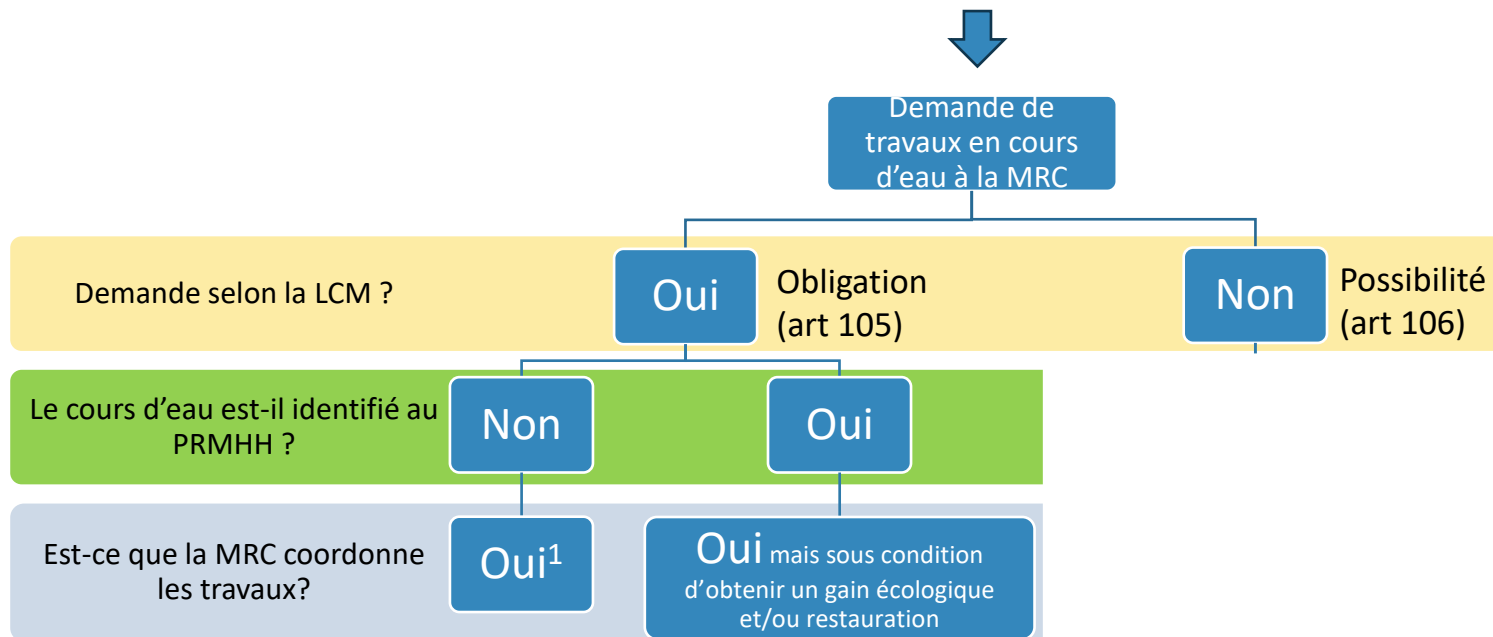 Demande de
travaux en cours
d'eau à la MRC
Demande selon la LCM ?
Oui
Obligation
(art 105)
Non
Possibilité
(art 106)
Le cours d'eau est-il identifié au
PRMHH ?
Non
Oui
Est-ce que la MRC coordonne
les travaux?
Oui¹
Oui mais sous condition
d'obtenir un gain écologique
et/ou restauration